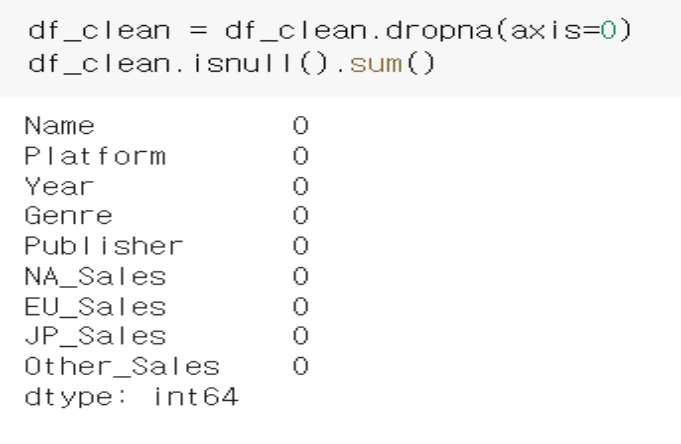 df_clean = df_clean.dropna(axis=0)
df_clean.isnull().sum()
Name 0
Platform 0
Year 0
Genre 0
Publisher 0
NA_Sales 0
EU_Sales 0
JP_Sales 0
Other_Sales 0
dtype: int64